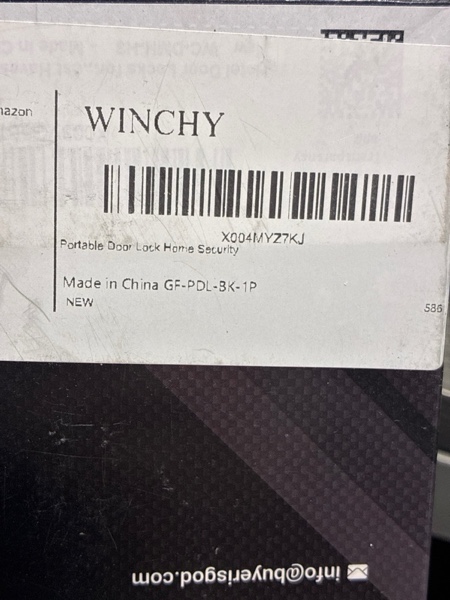 WINCHY
X004MYZ7KJ
Portable Door Lock Home Security
Made in China GF-PDL-BK-1P
NEW
586
info@buyerisgod.com